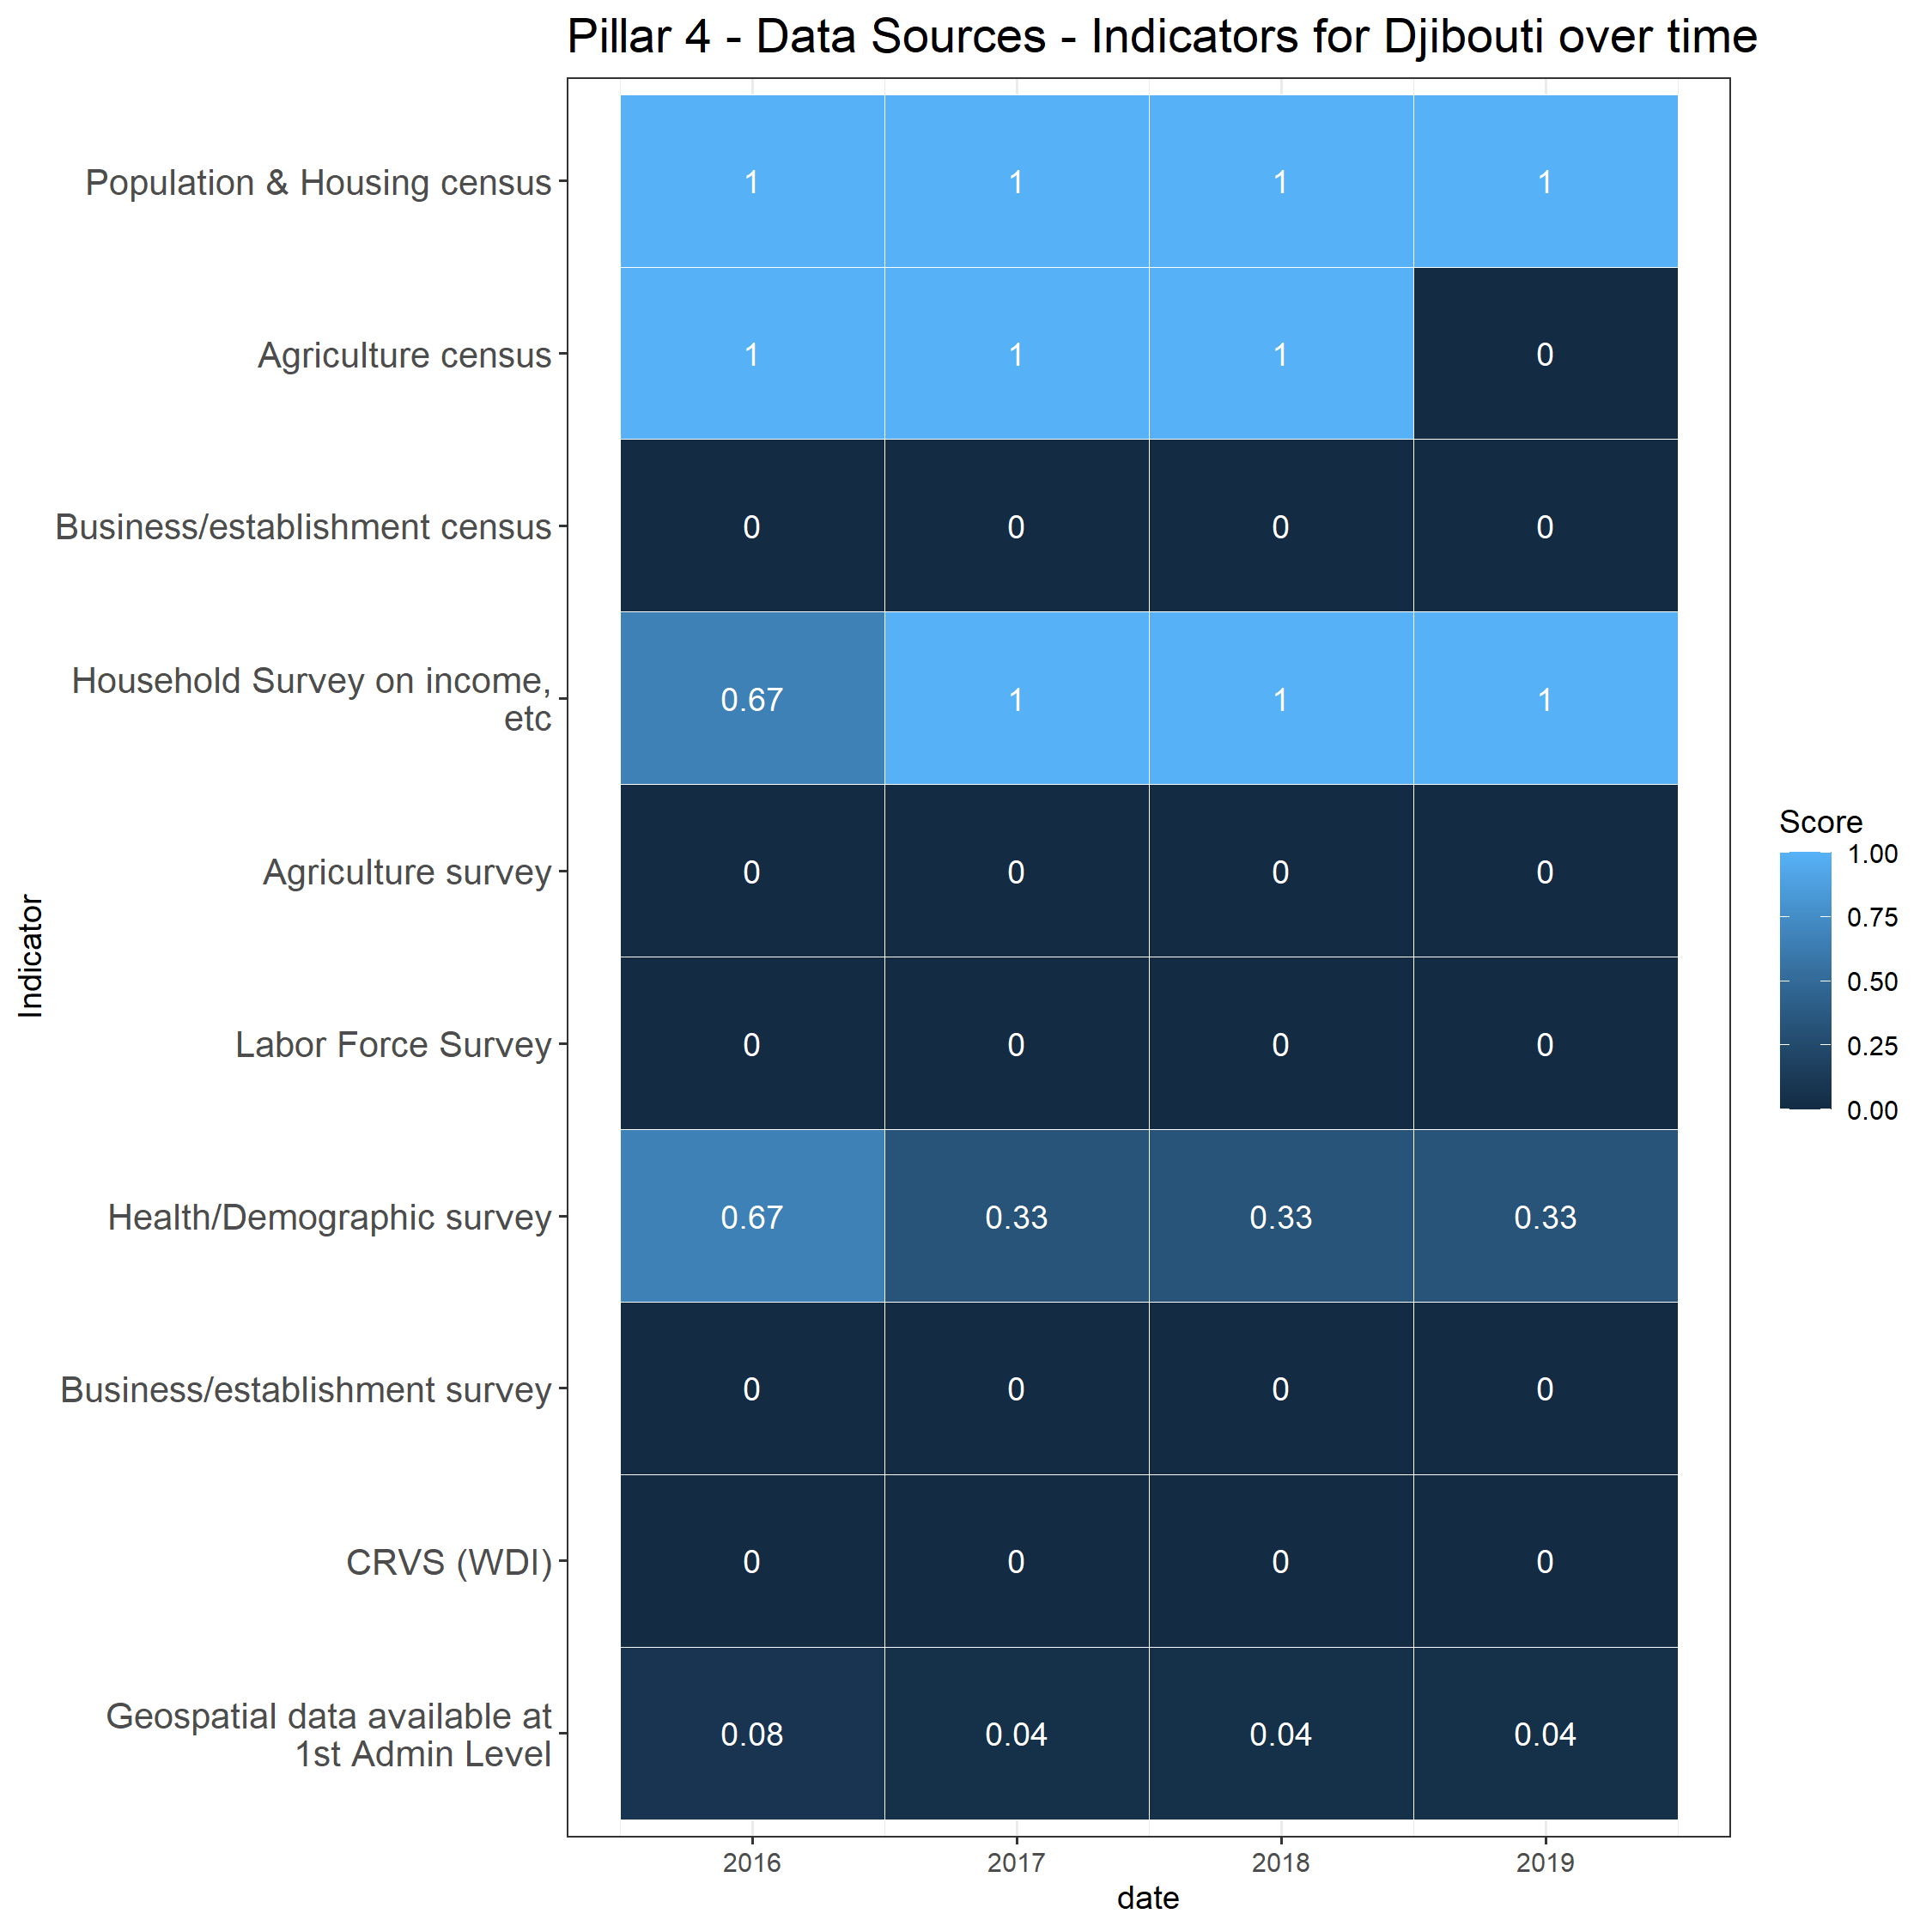 Pillar 4 - Data Sources - Indicators for Djibouti over time
Population & Housing census
1 1 1 1
Agriculture census
1 1 1 0
Business/establishment census
0 0 0 0
Household Survey on income,
etc
0.67 1 1 1
Agriculture survey
0 0 0 0
Labor Force Survey
0 0 0 0
Health/Demographic survey
0.67 0.33 0.33 0.33
Business/establishment survey
0 0 0 0
CRVS (WDI)
0 0 0 0
Geospatial data available at
1st Admin Level
0.08 0.04 0.04 0.04
2016 2017 2018 2019
date
Indicator
Score
1.00
0.75
0.50
0.25
0.00